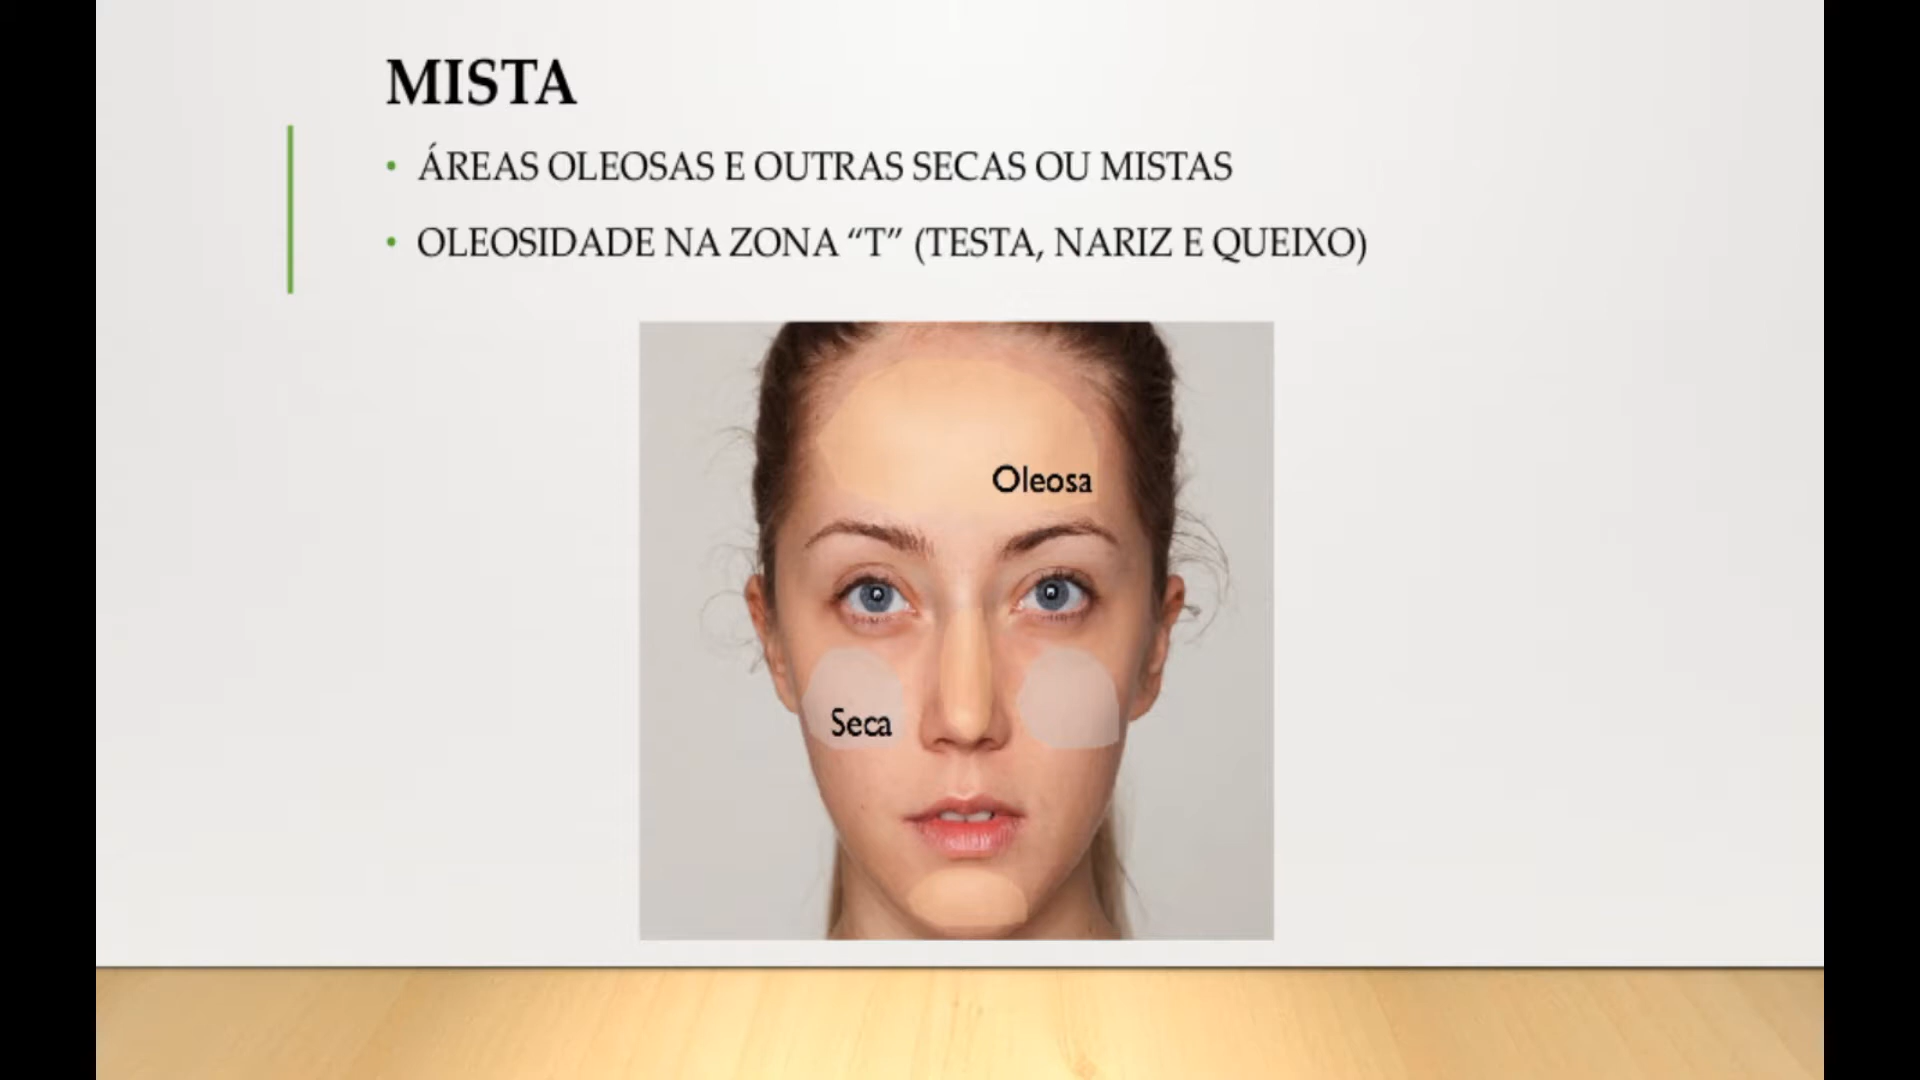 MISTA
• ÁREAS OLEOSAS E OUTRAS SECAS OU MISTAS
• OLEOSIDADE NA ZONA “T” (TESTA, NARIZ E QUEIXO)
Oleosa
Seca